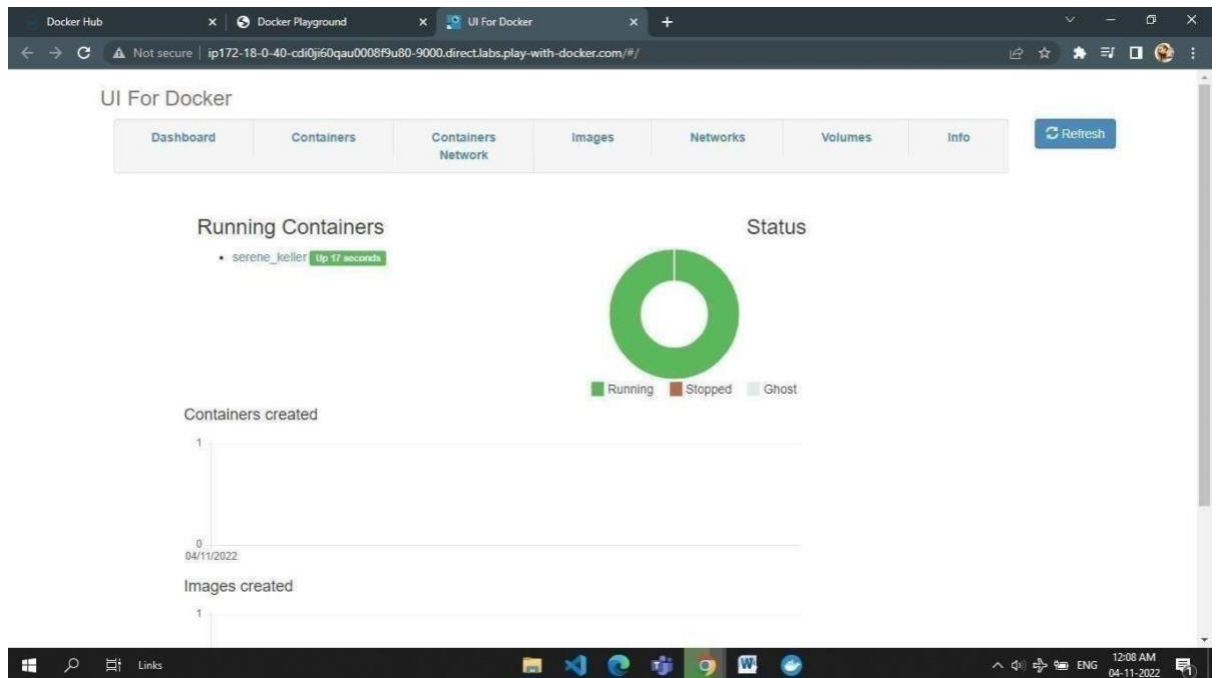 Docker Hub
Docker Playground
UI For Docker
Not secure | ip172-18-0-40-cdi0ji60qau0008f9u80-9000.direct.labs.play-with-docker.com/#/
UI For Docker
Dashboard
Containers
Containers
Network
Images
Networks
Volumes
Info
Refresh
Running Containers
serene_keller Up 17 seconds
Status
Running Stopped Ghost
Containers created
1
0
04/11/2022
Images created
1
Links
ENG
12:08 AM
04-11-2022
1